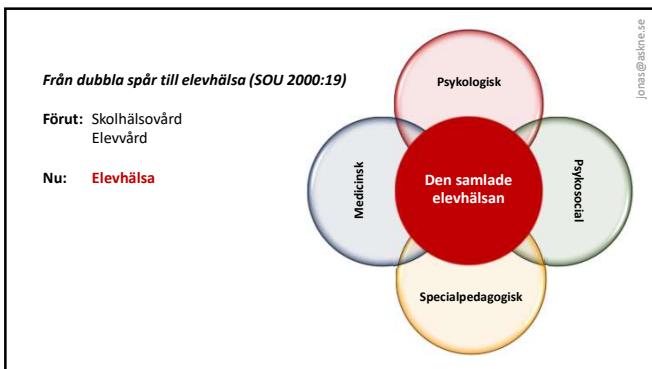 Från dubbla spår till elevhälsa (SOU 2000:19)
Förut: Skolhälsovård
Elevvård
Nu: Elevhälsa
Psykologisk
Medicinsk
Den samlade
elevhälsan
Psykosocial
Specialpedagogisk
jonas@askne.se